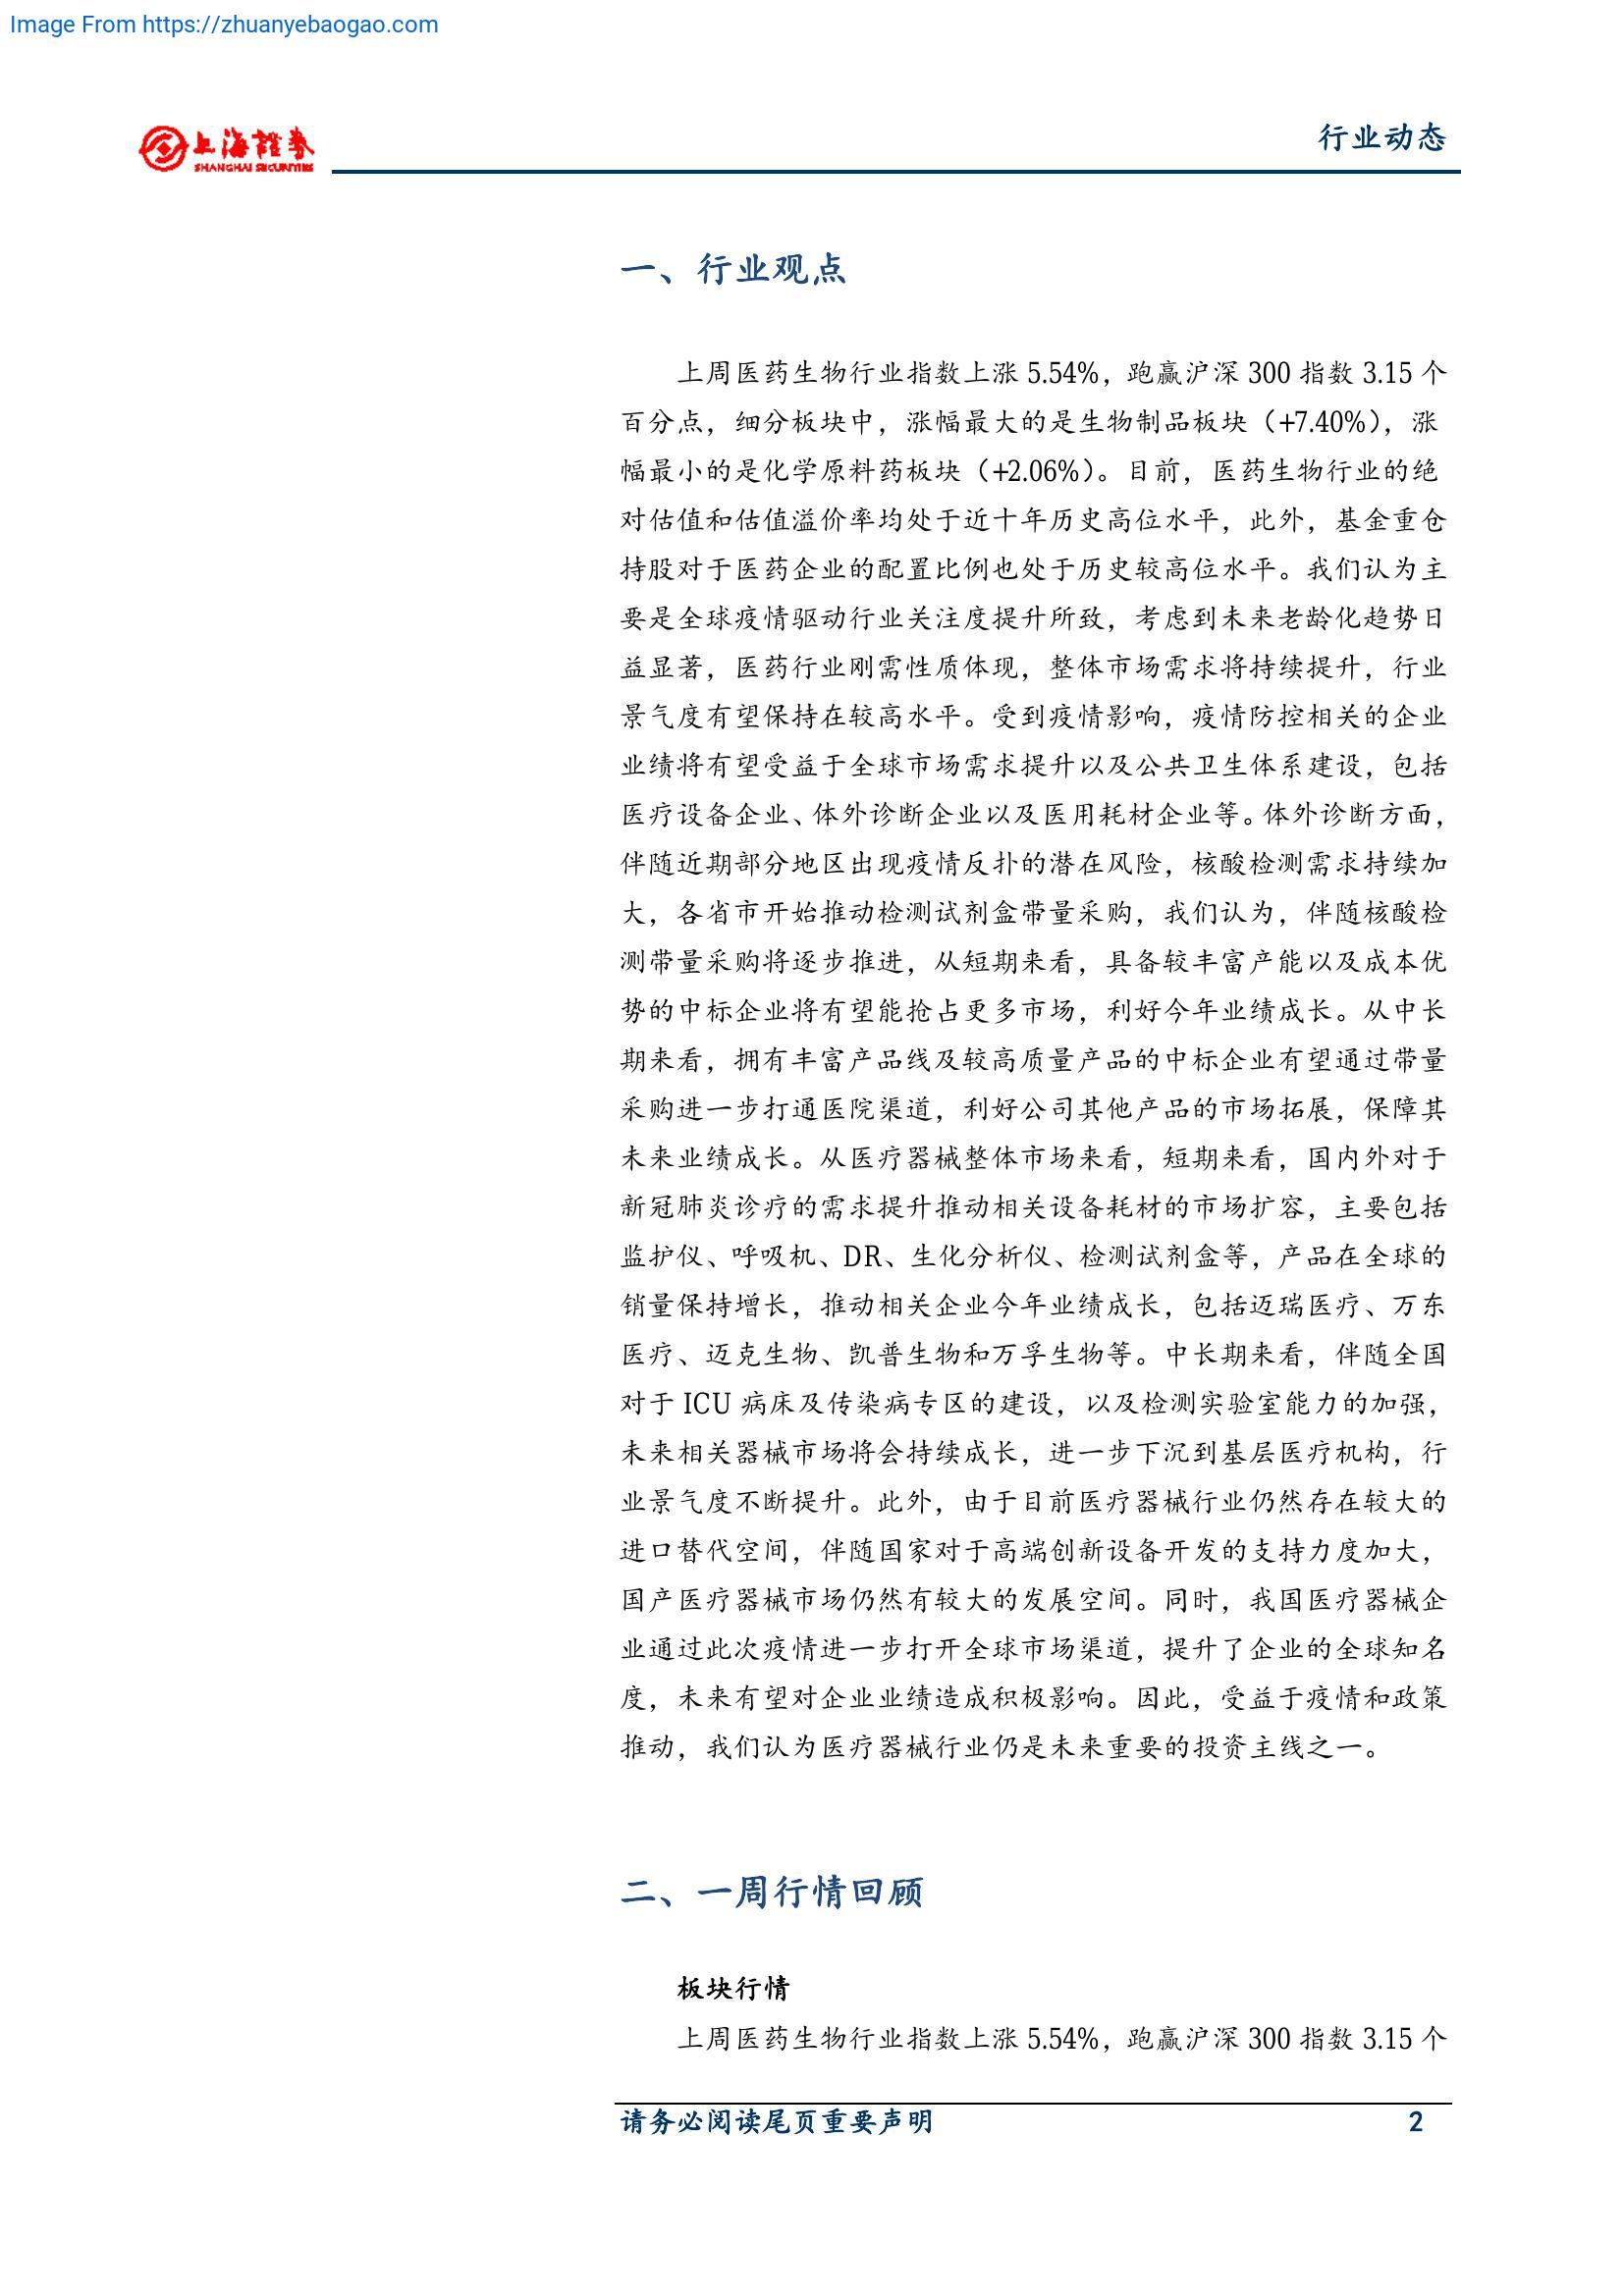 Image From https://zhuanyebaogao.com
上海證券
SHANGHAI SECURITIES
行业动态
一、行业观点
上周医药生物行业指数上涨 5.54%，跑赢沪深 300 指数 3.15 个
百分点，细分板块中，涨幅最大的是生物制品板块（+7.40%），涨
幅最小的是化学原料药板块（+2.06%）。目前，医药生物行业的绝
对估值和估值溢价率均处于近十年历史高位水平，此外，基金重仓
持股对于医药企业的配置比例也处于历史较高位水平。我们认为主
要是全球疫情驱动行业关注度提升所致，考虑到未来老龄化趋势日
益显著，医药行业刚需性质体现，整体市场需求将持续提升，行业
景气度有望保持在较高水平。受到疫情影响，疫情防控相关的企业
业绩将有望受益于全球市场需求提升以及公共卫生体系建设，包括
医疗设备企业、体外诊断企业以及医用耗材企业等。体外诊断方面，
伴随近期部分地区出现疫情反扑的潜在风险，核酸检测需求持续加
大，各省市开始推动检测试剂盒带量采购，我们认为，伴随核酸检
测带量采购将逐步推进，从短期来看，具备较丰富产能以及成本优
势的中标企业将有望能抢占更多市场，利好今年业绩成长。从中长
期来看，拥有丰富产品线及较高质量产品的中标企业有望通过带量
采购进一步打通医院渠道，利好公司其他产品的市场拓展，保障其
未来业绩成长。从医疗器械整体市场来看，短期来看，国内外对于
新冠肺炎诊疗的需求提升推动相关设备耗材的市场扩容，主要包括
监护仪、呼吸机、DR、生化分析仪、检测试剂盒等，产品在全球的
销量保持增长，推动相关企业今年业绩成长，包括迈瑞医疗、万东
医疗、迈克生物、凯普生物和万孚生物等。中长期来看，伴随全国
对于 ICU 病床及传染病专区的建设，以及检测实验室能力的加强，
未来相关器械市场将会持续成长，进一步下沉到基层医疗机构，行
业景气度不断提升。此外，由于目前医疗器械行业仍然存在较大的
进口替代空间，伴随国家对于高端创新设备开发的支持力度加大，
国产医疗器械市场仍然有较大的发展空间。同时，我国医疗器械企
业通过此次疫情进一步打开全球市场渠道，提升了企业的全球知名
度，未来有望对企业业绩造成积极影响。因此，受益于疫情和政策
推动，我们认为医疗器械行业仍是未来重要的投资主线之一。
二、一周行情回顾
板块行情
上周医药生物行业指数上涨 5.54%，跑赢沪深 300 指数 3.15 个
请务必阅读尾页重要声明 2